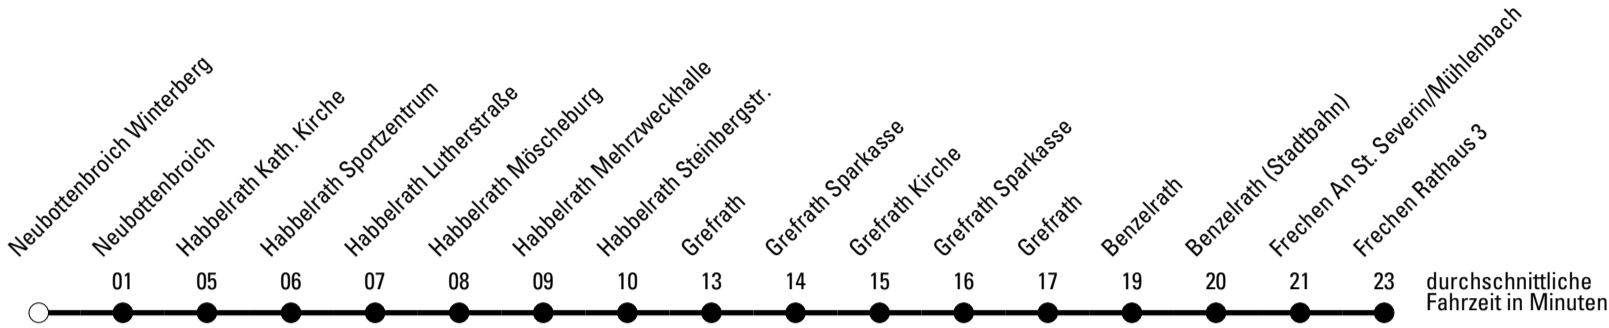 Neubottenbroich Winterberg
Neubottenbroich
Habbelrath Kath. Kirche
Habbelrath Sportzentrum
Habbelrath Lutherstraße
Habbelrath Möscheburg
Habbelrath Mehrzweckhalle
Habbelrath Steinbergstr.
Grefrath
Grefrath Sparkasse
Grefrath Kirche
Grefrath Sparkasse
Grefrath
Benzelrath
Benzelrath (Stadtbahn)
Frechen An St. Severin/Mühlenbach
Frechen Rathaus 3
01 05 06 07 08 09 10 13 14 15 16 17 19 20 21 23
durchschnittliche
Fahrzeit in Minuten